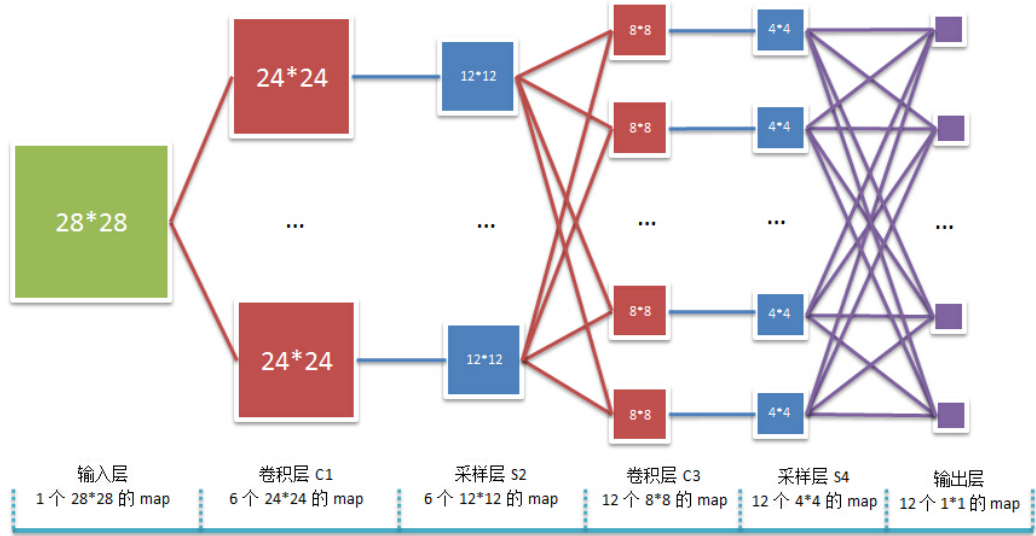 28*28
24*24
...
24*24
12*12
...
12*12
8*8
8*8
...
8*8
8*8
4*4
4*4
...
4*4
4*4
...
输入层
1 个 28*28 的 map
卷积层 C1
6 个 24*24 的 map
采样层 S2
6 个 12*12 的 map
卷积层 C3
12 个 8*8 的 map
采样层 S4
12 个 4*4 的 map
输出层
12 个 1*1 的 map